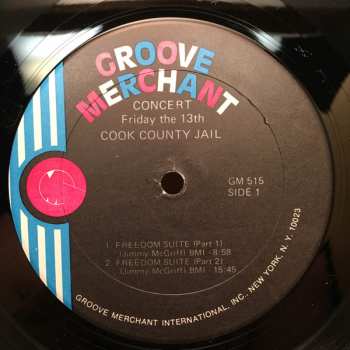 GROOVE
MERCHANT
CONCERT
Friday the 13th
COOK COUNTY JAIL
GM 515
SIDE 1
1. FREEDOM SUITE (Part 1)
(Jimmy McGriff) BMI - 8:58
2. FREEDOM SUITE (Part 2)
(Jimmy McGriff) BMI - 15:45
GROOVE MERCHANT INTERNATIONAL, INC., NEW YORK, N. Y. 10023